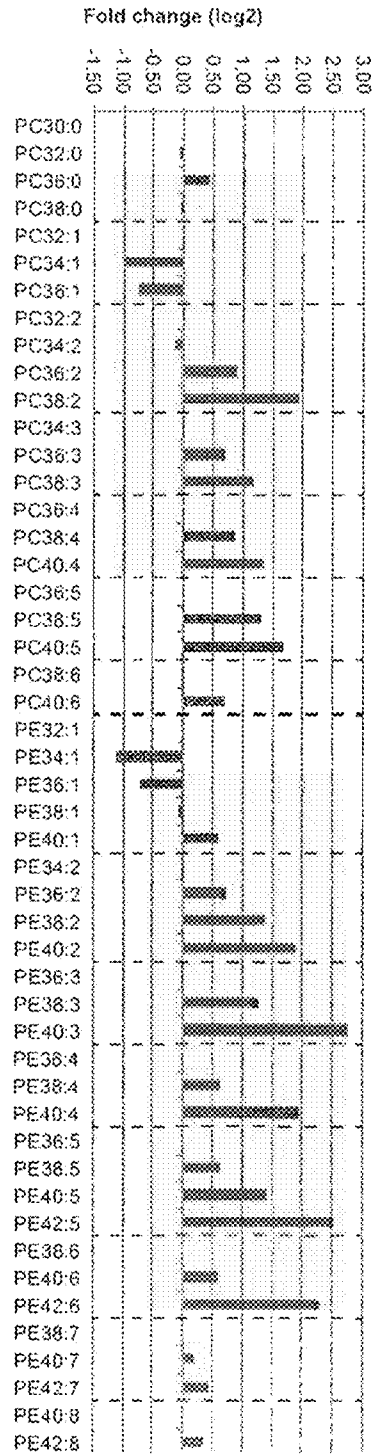 Fold change (log2)
-1.50 -1.00 -0.50 0.00 0.50 1.00 1.50 2.00 2.50 3.00
PC30:0
PC32:0
PC36:0
PC38:0
PC32:1
PC34:1
PC36:1
PC32:2
PC34:2
PC36:2
PC38:2
PC34:3
PC36:3
PC38:3
PC36:4
PC38:4
PC40:4
PC36:5
PC38:5
PC40:5
PC38:6
PC40:6
PE32:1
PE34:1
PE36:1
PE38:1
PE40:1
PE34:2
PE36:2
PE38:2
PE40:2
PE36:3
PE38:3
PE40:3
PE36:4
PE38:4
PE40:4
PE36:5
PE38:5
PE40:5
PE42:5
PE38:6
PE40:6
PE42:6
PE38:7
PE40:7
PE42:7
PE40:8
PE42:8